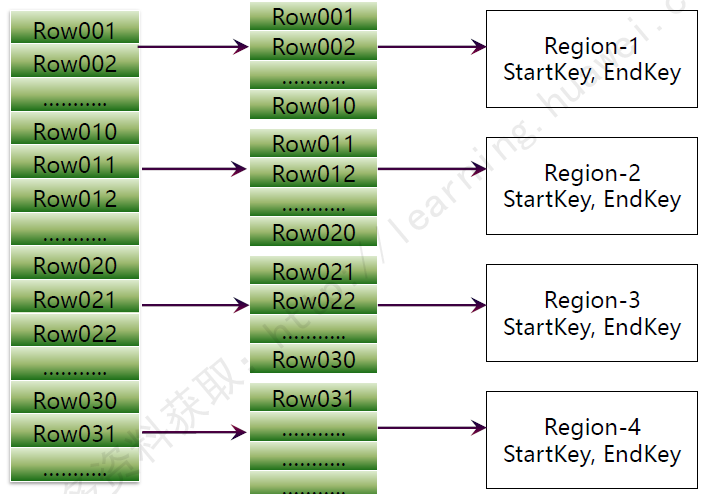 Row001
Row002
...........
Row010
Row011
Row012
...........
Row020
Row021
Row022
...........
Row030
Row031
...........
Row001
Row002
...........
Row010
Row011
Row012
...........
Row020
Row021
Row022
...........
Row030
Row031
...........
...........
...........
Region-1
StartKey, EndKey
Region-2
StartKey, EndKey
Region-3
StartKey, EndKey
Region-4
StartKey, EndKey
资料获取：http://learning.huawei.c